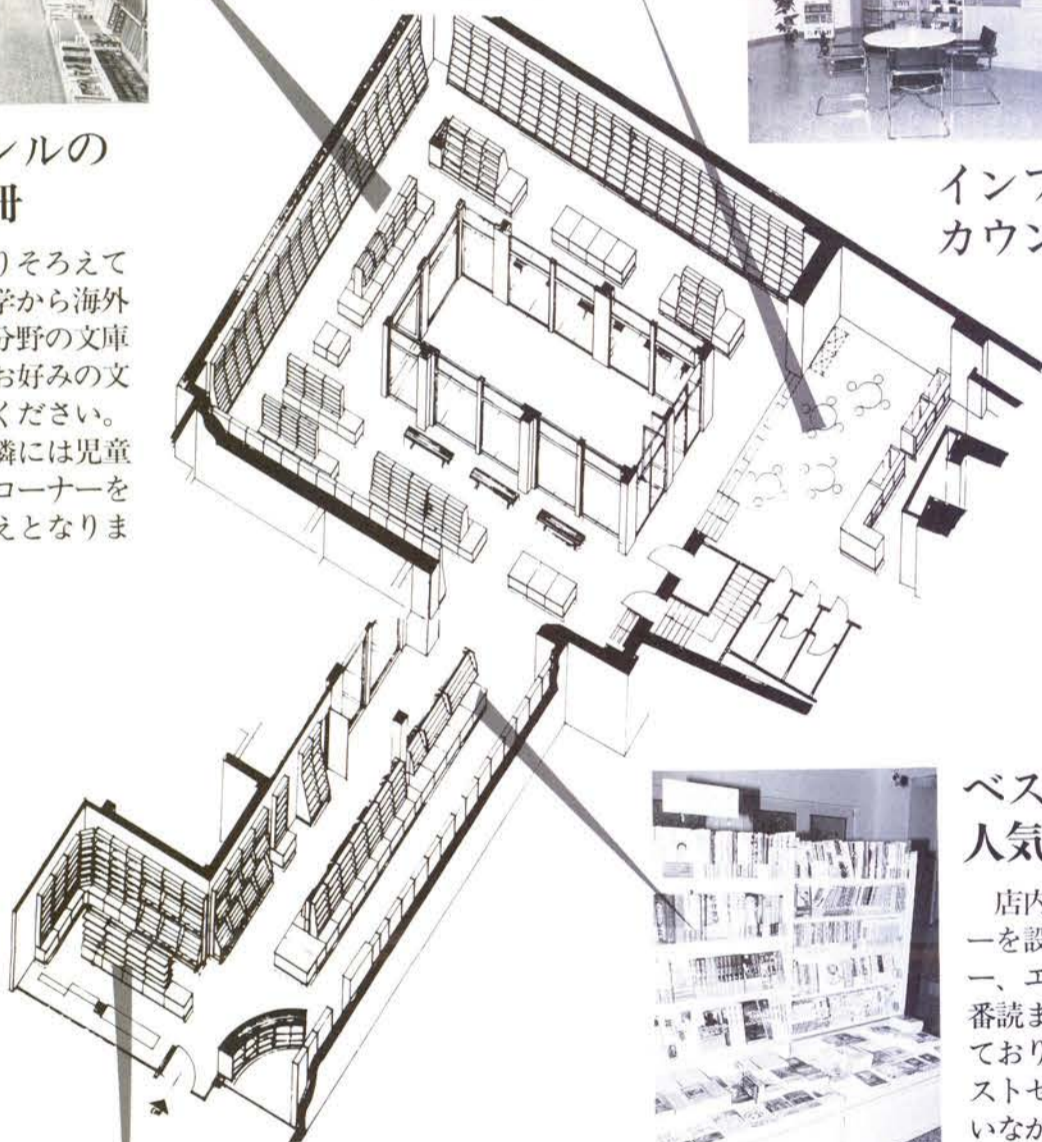 ンルの
冊
りそろえて
学から海外
分野の文庫
お好みの文
ください。
隣には児童
コーナーを
えとなりま
インフ
カウン
ベス
人気
店内
ーを設
ー、エ
番読ま
ており
ストセ
いなか